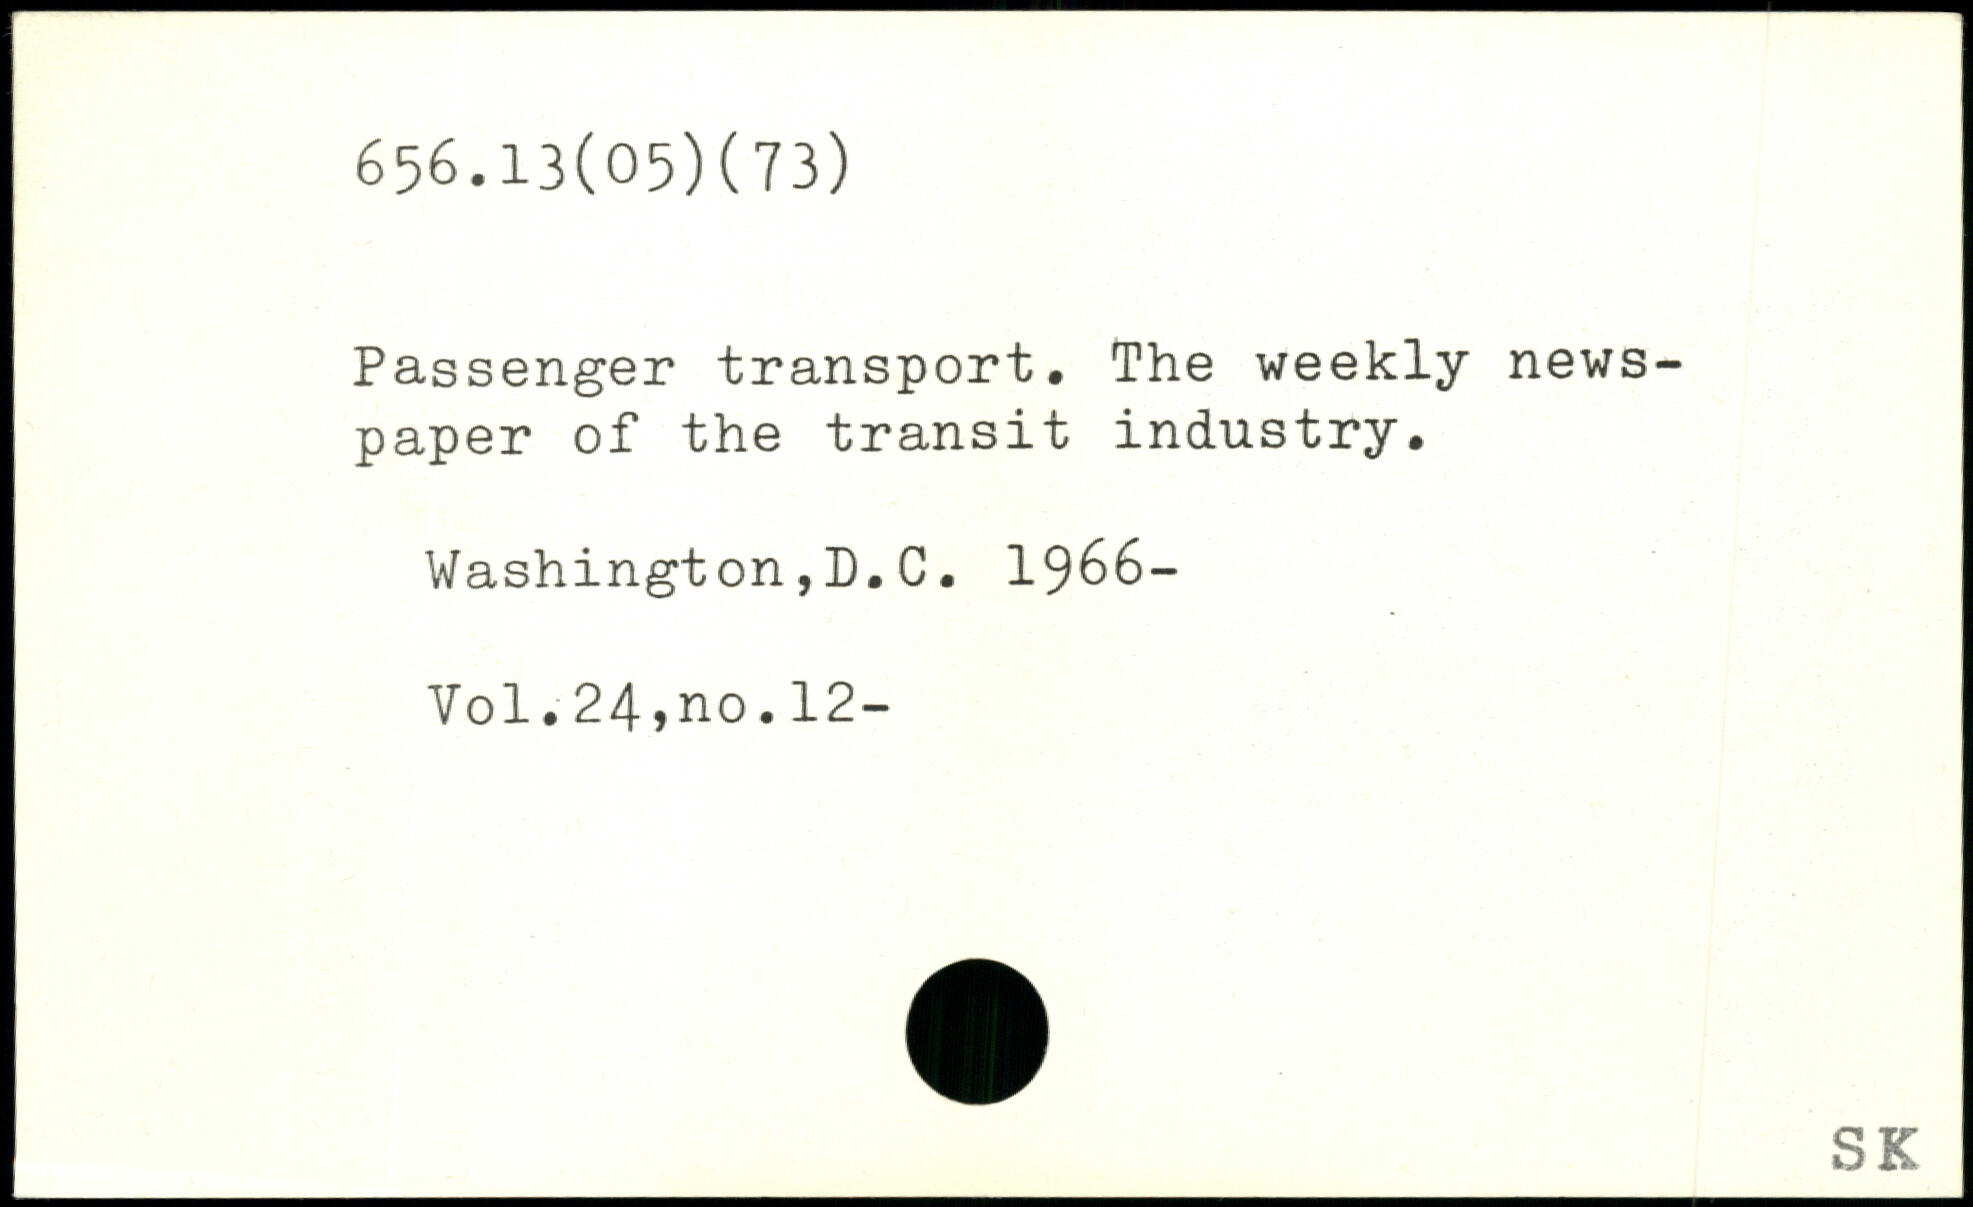 656.13(05)(73)
Passenger transport. The weekly news-
paper of the transit industry.
Washington,D.C. 1966-
Vol.24,no.12-
SK